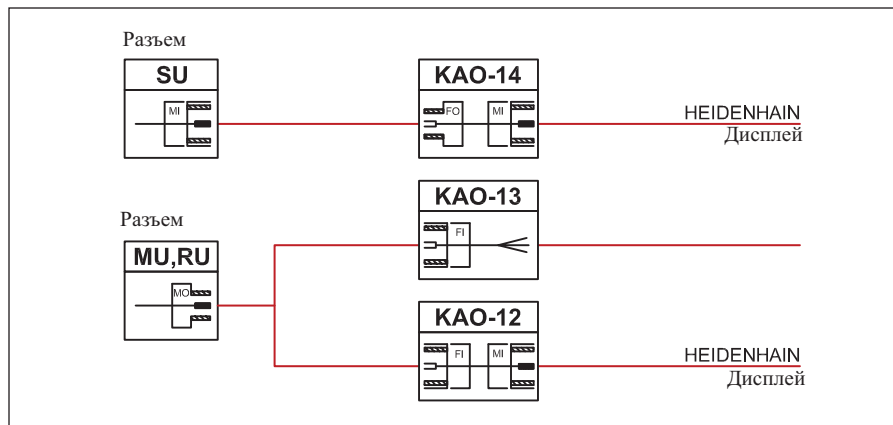 Разъем
SU
MI
KAO-14
FO
MI
HEIDENHAIN
Дисплей
Разъем
MU,RU
MO
KAO-13
FI
KAO-12
FI
MI
HEIDENHAIN
Дисплей